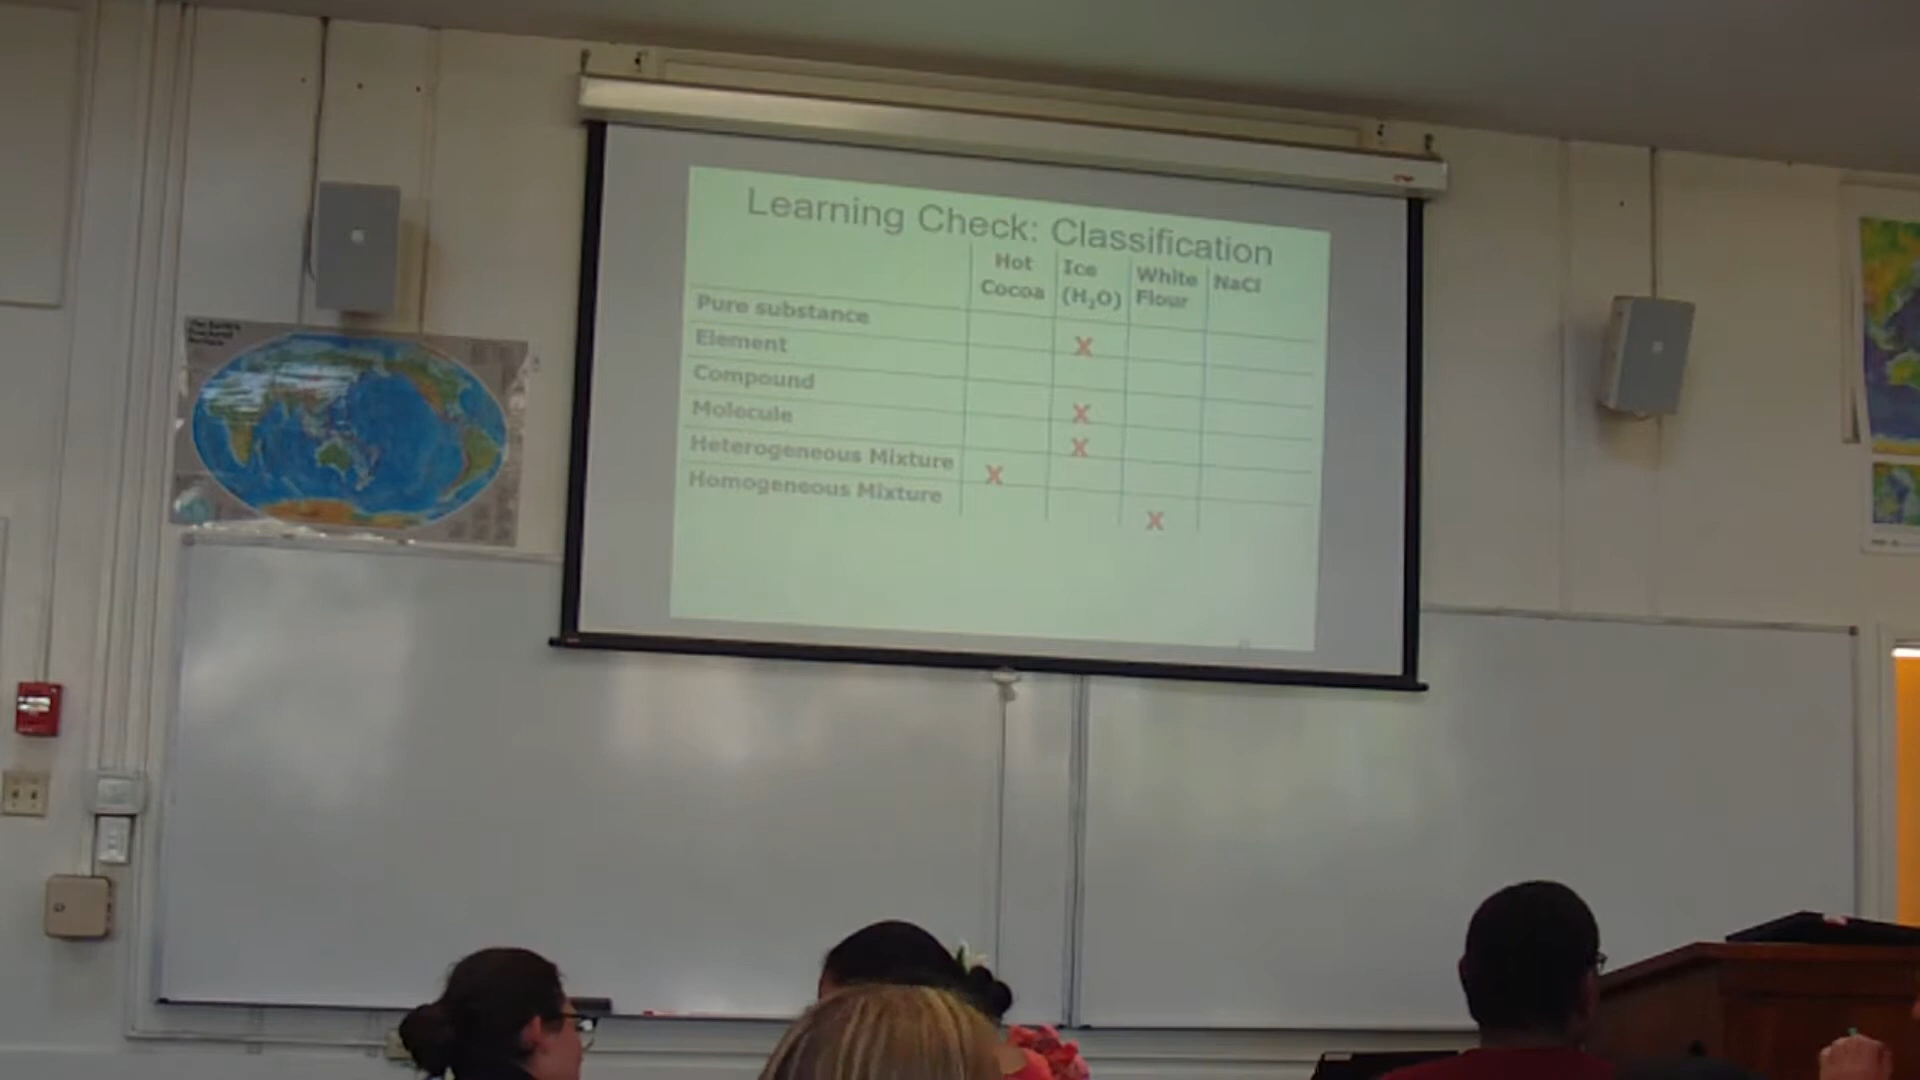 Learning Check: Classification
Hot Cocoa
Ice (H₂O)
White Flour
NaCl
Pure substance X
Element
Compound X
Molecule X
Heterogeneous Mixture X
Homogeneous Mixture X